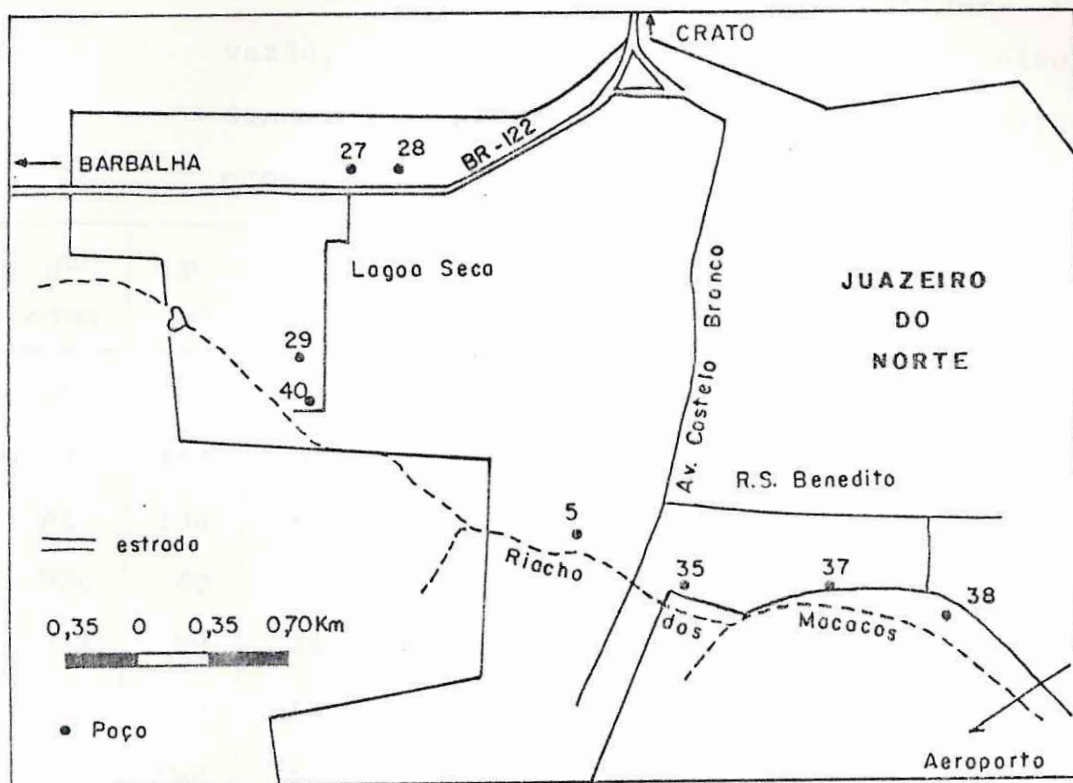 CRATO
BARBALHA
27
28
BR-122
Lagoa Seca
Av. Castelo Branco
JUAZEIRO
DO
NORTE
29
40
R.S. Benedito
5
estrada
Riacho
35
37
38
dos
Macacos
0,35 0 0,35 0,70Km
Poço
Aeroporto